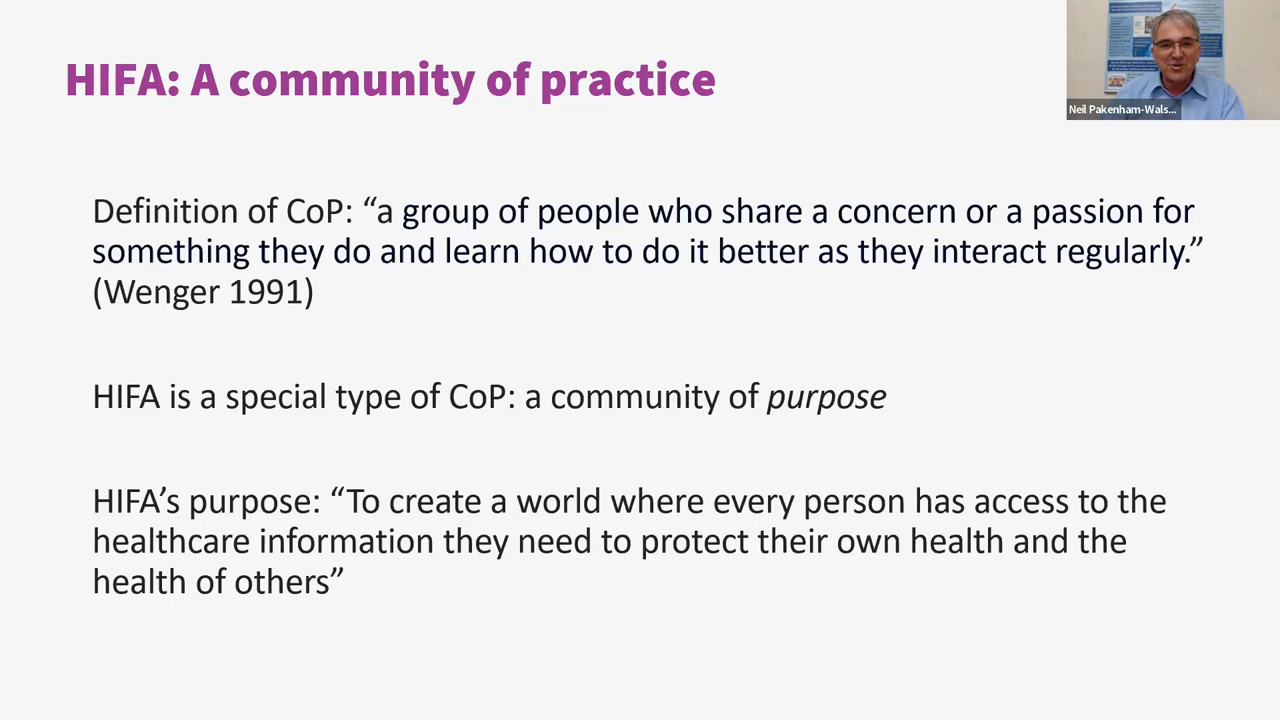 HIFA: A community of practice
Neil Pakenham-Wals...
Definition of CoP: “a group of people who share a concern or a passion for
something they do and learn how to do it better as they interact regularly.”
(Wenger 1991)
HIFA is a special type of CoP: a community of purpose
HIFA’s purpose: “To create a world where every person has access to the
healthcare information they need to protect their own health and the
health of others”